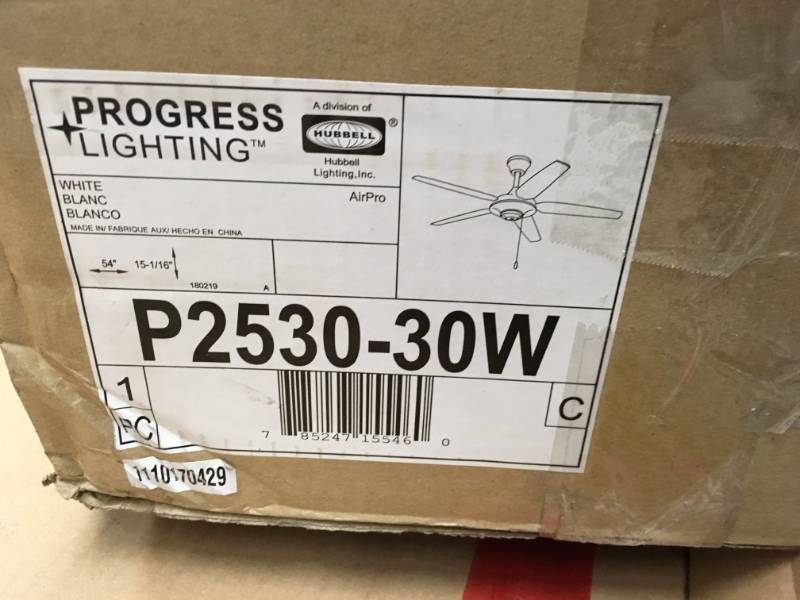 PROGRESS
LIGHTING™
A division of
HUBBELL®
Hubbell
Lighting,Inc.
WHITE
BLANC
BLANCO
AirPro
MADE IN/ FABRIQUE AUX/ HECHO EN CHINA
54" 15-1/16"
180219 A
P2530-30W
1
PC
C
7 85247 15546 0
1110170429